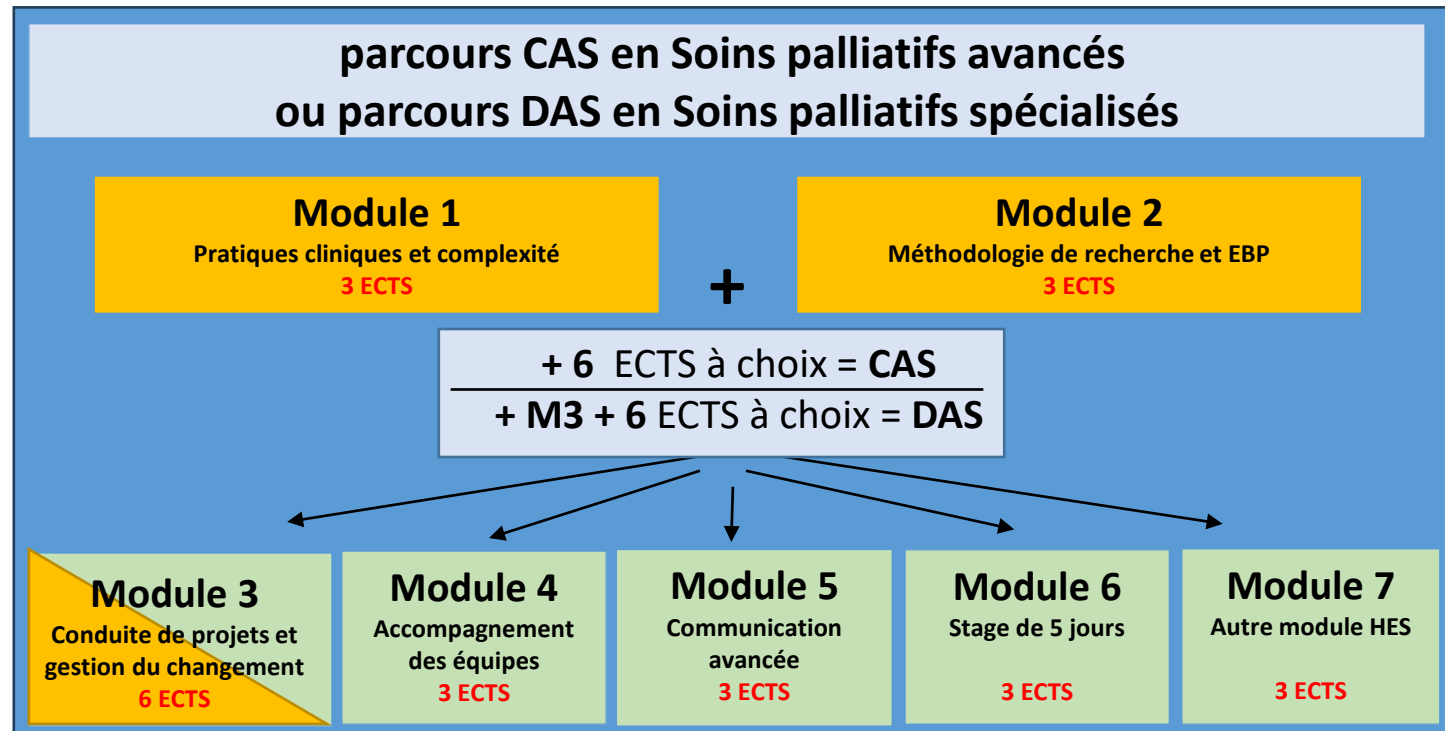 parcours CAS en Soins palliatifs avancés
ou parcours DAS en Soins palliatifs spécialisés
Module 1
Pratiques cliniques et complexité
3 ECTS
+
Module 2
Méthodologie de recherche et EBP
3 ECTS
+ 6 ECTS à choix = CAS
+ M3 + 6 ECTS à choix = DAS
Module 3
Conduite de projets et
gestion du changement
6 ECTS
Module 4
Accompagnement
des équipes
3 ECTS
Module 5
Communication
avancée
3 ECTS
Module 6
Stage de 5 jours
3 ECTS
Module 7
Autre module HES
3 ECTS